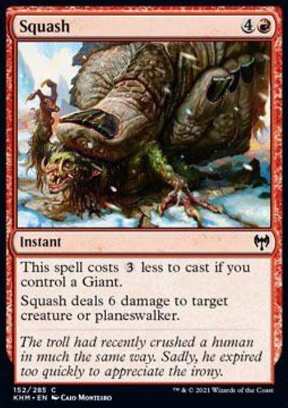 Squash 4
Instant
This spell costs 3 less to cast if you
control a Giant.
Squash deals 6 damage to target
creature or planeswalker.
The troll had recently crushed a human
in much the same way. Sadly, he expired
too quickly to appreciate the irony.
152/285 C
KHM • EN CAIO MONTEIRO
™ & © 2021 Wizards of the Coast